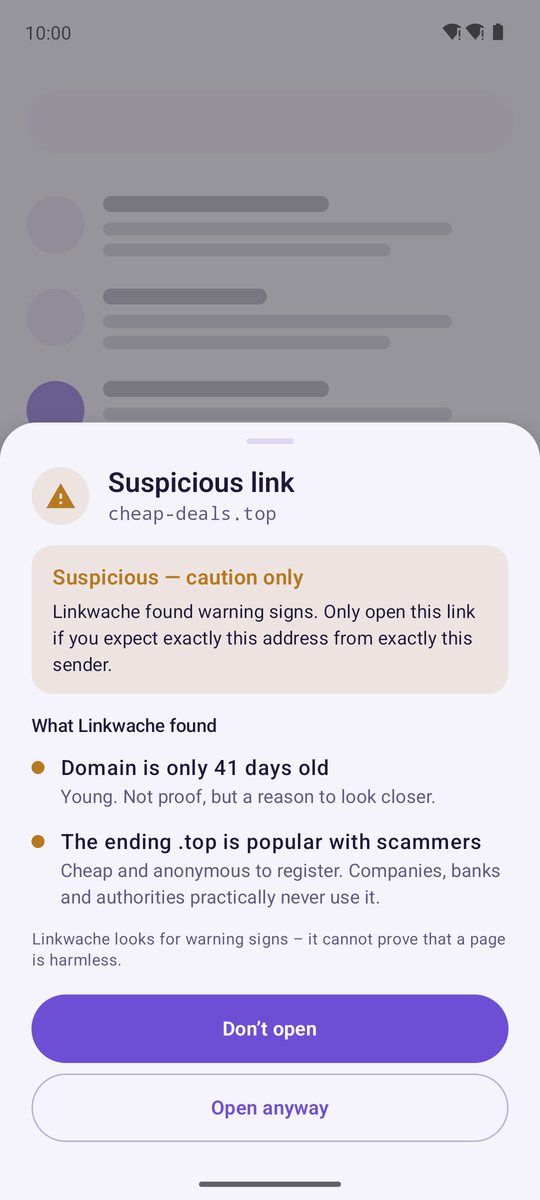 10:00
Suspicious link
cheap-deals.top
Suspicious — caution only
Linkwache found warning signs. Only open this link
if you expect exactly this address from exactly this
sender.
What Linkwache found
Domain is only 41 days old
Young. Not proof, but a reason to look closer.
The ending .top is popular with scammers
Cheap and anonymous to register. Companies, banks
and authorities practically never use it.
Linkwache looks for warning signs – it cannot prove that a page
is harmless.
Don’t open
Open anyway